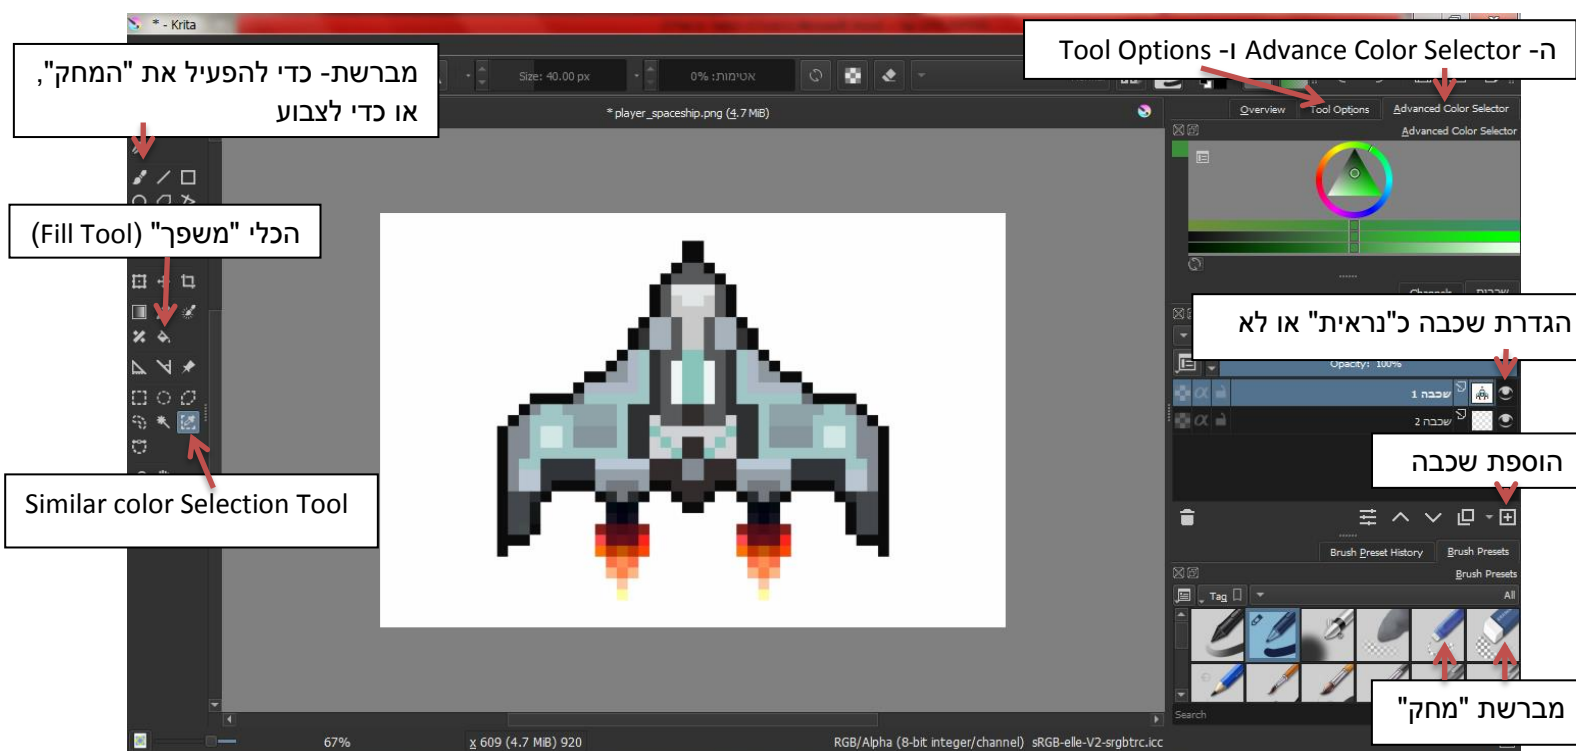 * - Krita
ה- Advance Color Selector ו- Tool Options
מברשת- כדי להפעיל את "המחק",
או כדי לצבוע
Size: 40.00 px
אטימות: 0%
* player_spaceship.png (4.7 MiB)
Overview
Tool Options
Advanced Color Selector
Advanced Color Selector
הכלי "משפך" (Fill Tool)
שכבות
הגדרת שכבה כ"נראית" או לא
Opacity: 100%
שכבה 1
שכבה 2
הוספת שכבה
Similar color Selection Tool
Brush Preset History
Brush Presets
Brush Presets
Tag
All
מברשת "מחק"
Search
67%
x 609 (4.7 MiB) 920
RGB/Alpha (8-bit integer/channel) sRGB-elle-V2-srgbtrc.icc